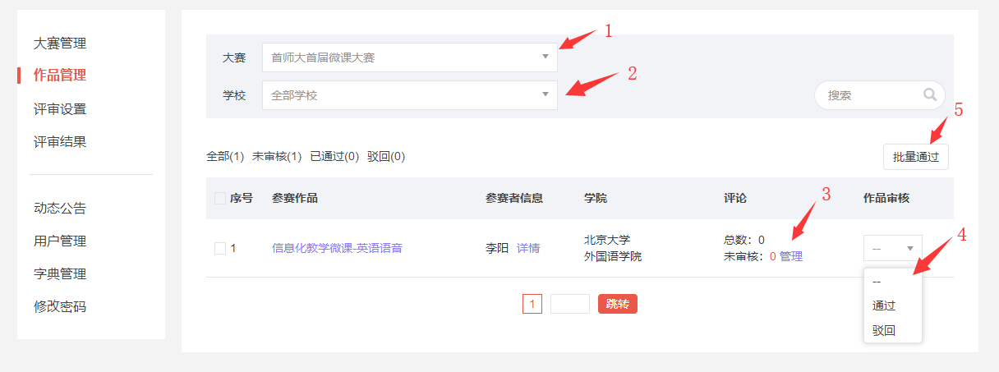 大赛管理
作品管理
评审设置
评审结果
动态公告
用户管理
字典管理
修改密码
大赛 首师大首届微课大赛 1
学校 全部学校 2
搜索
5
全部(1) 未审核(1) 已通过(0) 驳回(0) 批量通过
序号 参赛作品 参赛者信息 学院 评论 作品审核
3
4
1 信息化教学微课-英语语音 李阳 详情 北京大学 总数：0 --
外国语学院 未审核：0 管理
--
通过
驳回
1 跳转